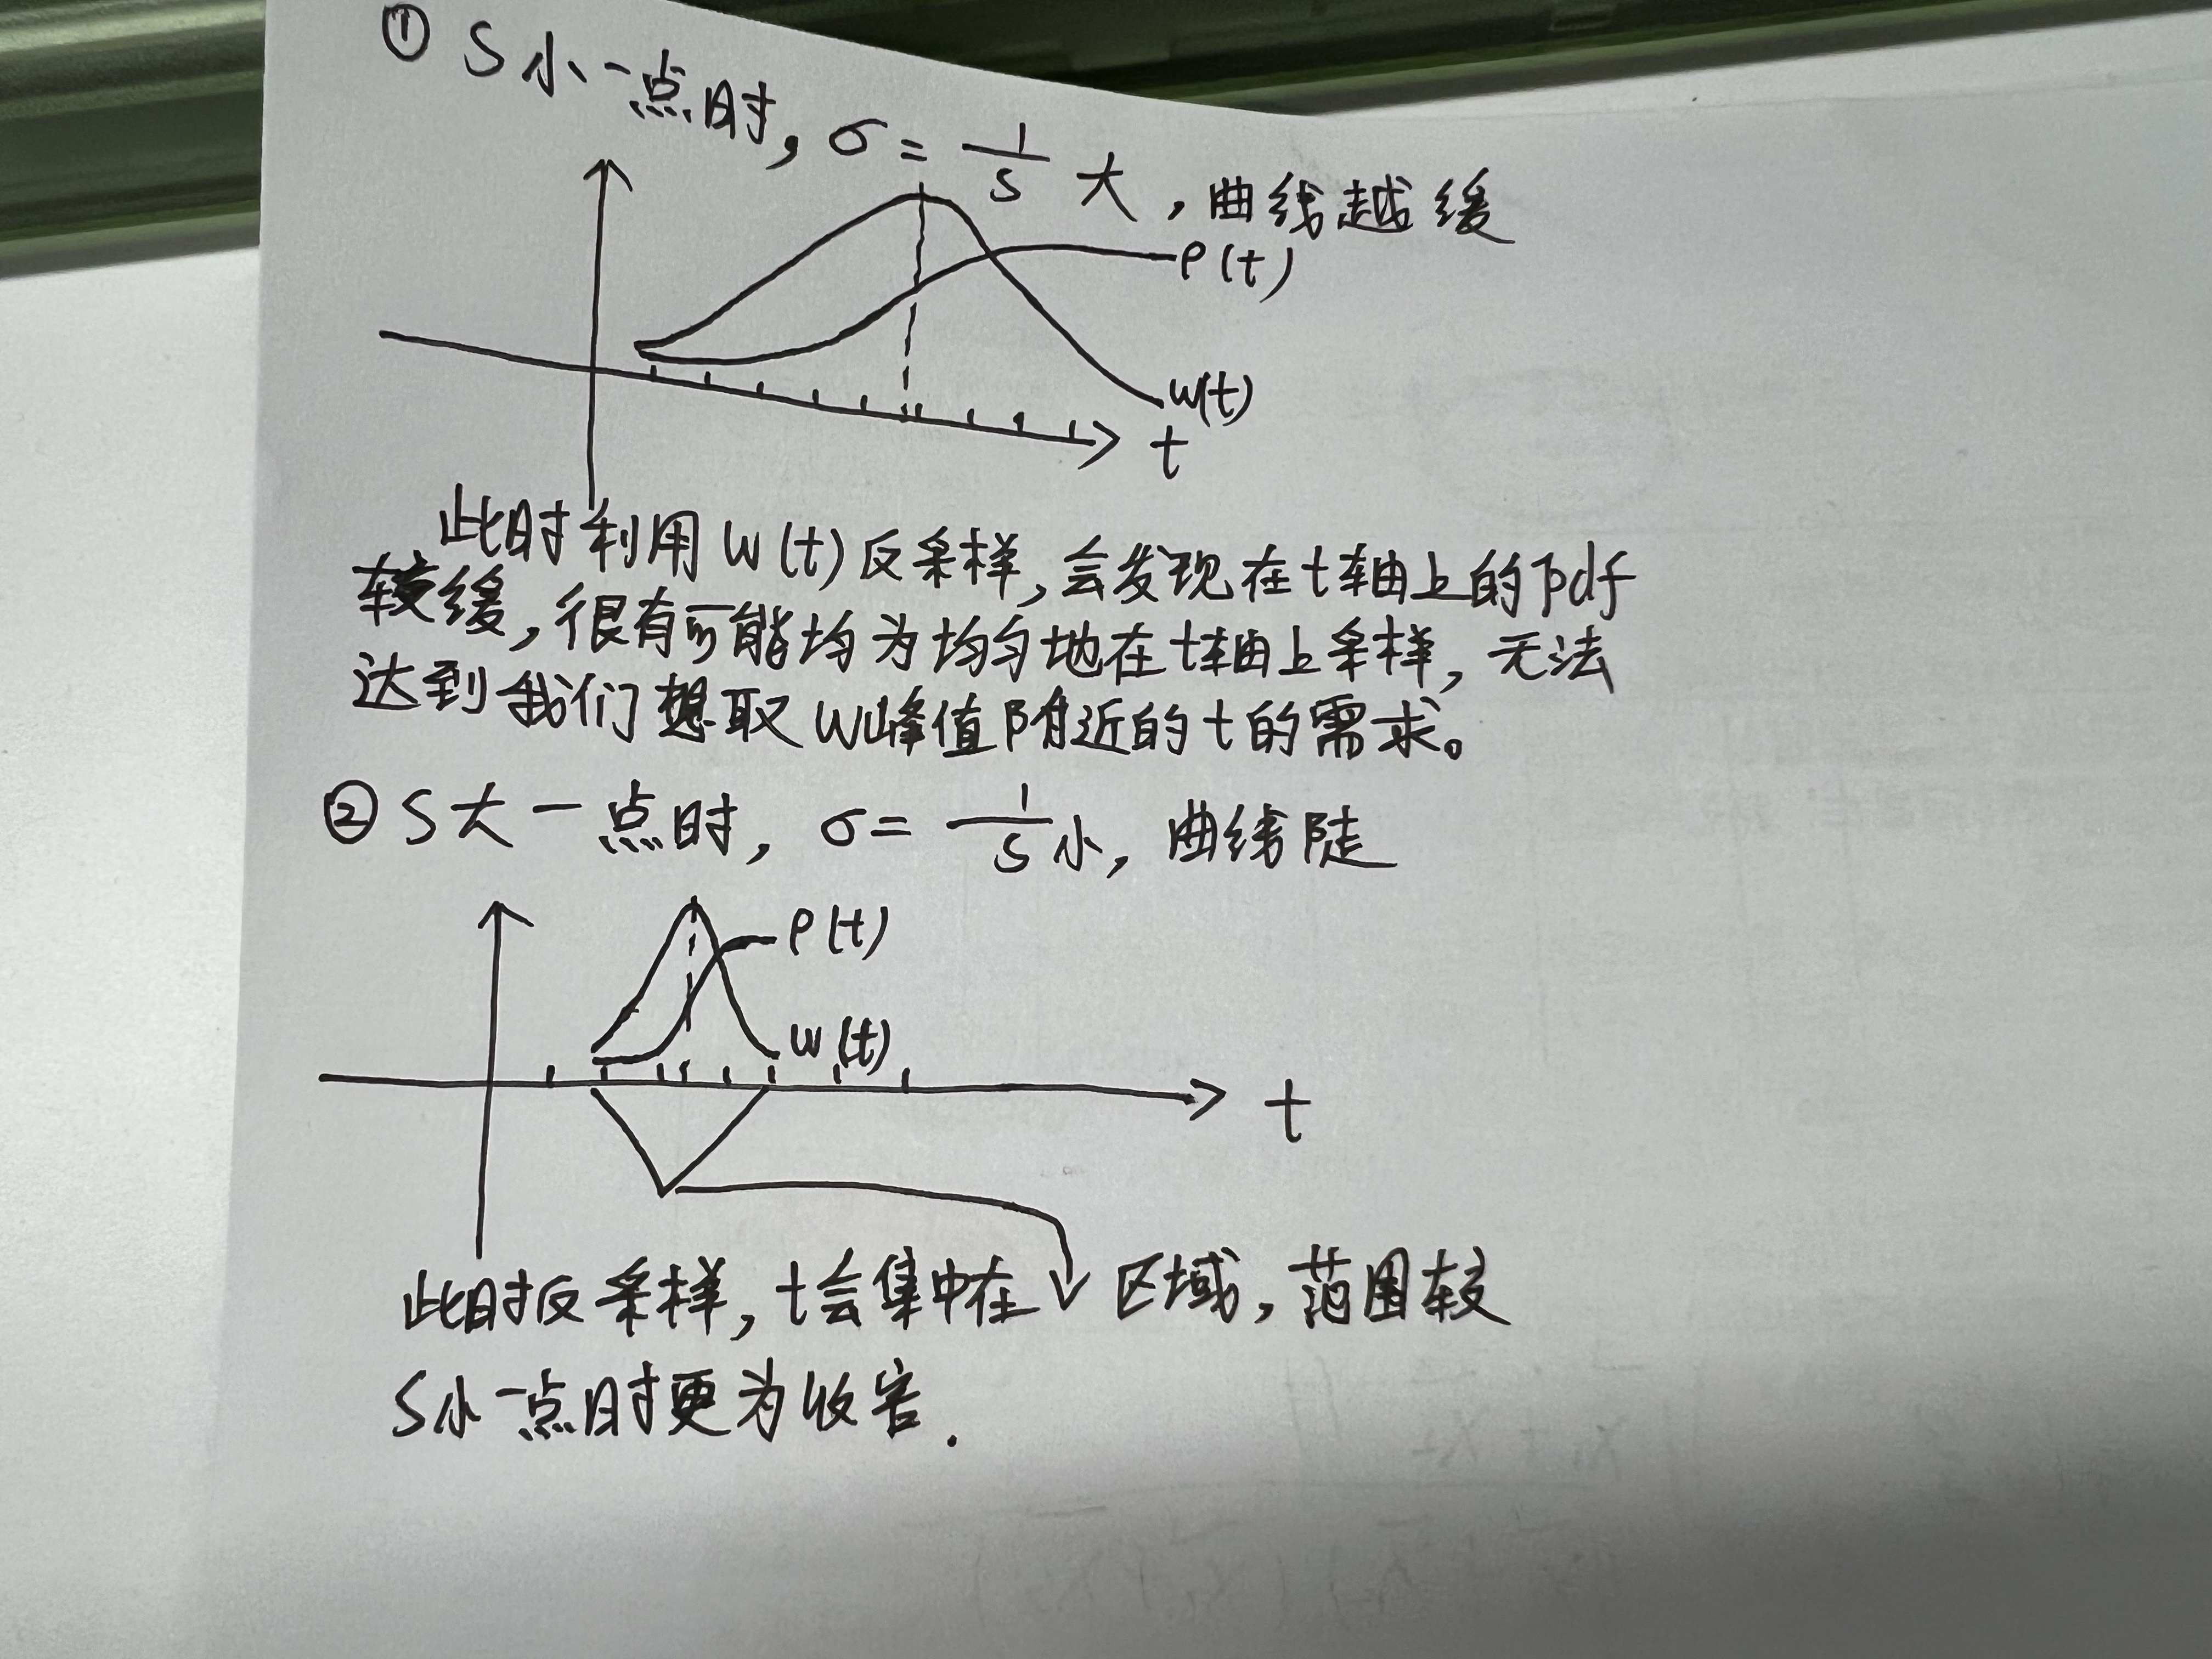 ① S小一点时, σ = 1/S 大, 曲线越缓
ρ(t)
w(t)
t
此时利用w(t)反采样,会发现在t轴上的pdf
较缓,很有可能均为均匀地在t轴上采样,无法
达到我们想取w峰值附近的t的需求。
② S大一点时, σ = 1/S 小, 曲线陡
ρ(t)
w(t)
t
此时反采样, t会集中在↓区域, 范围较
S小一点时更为收